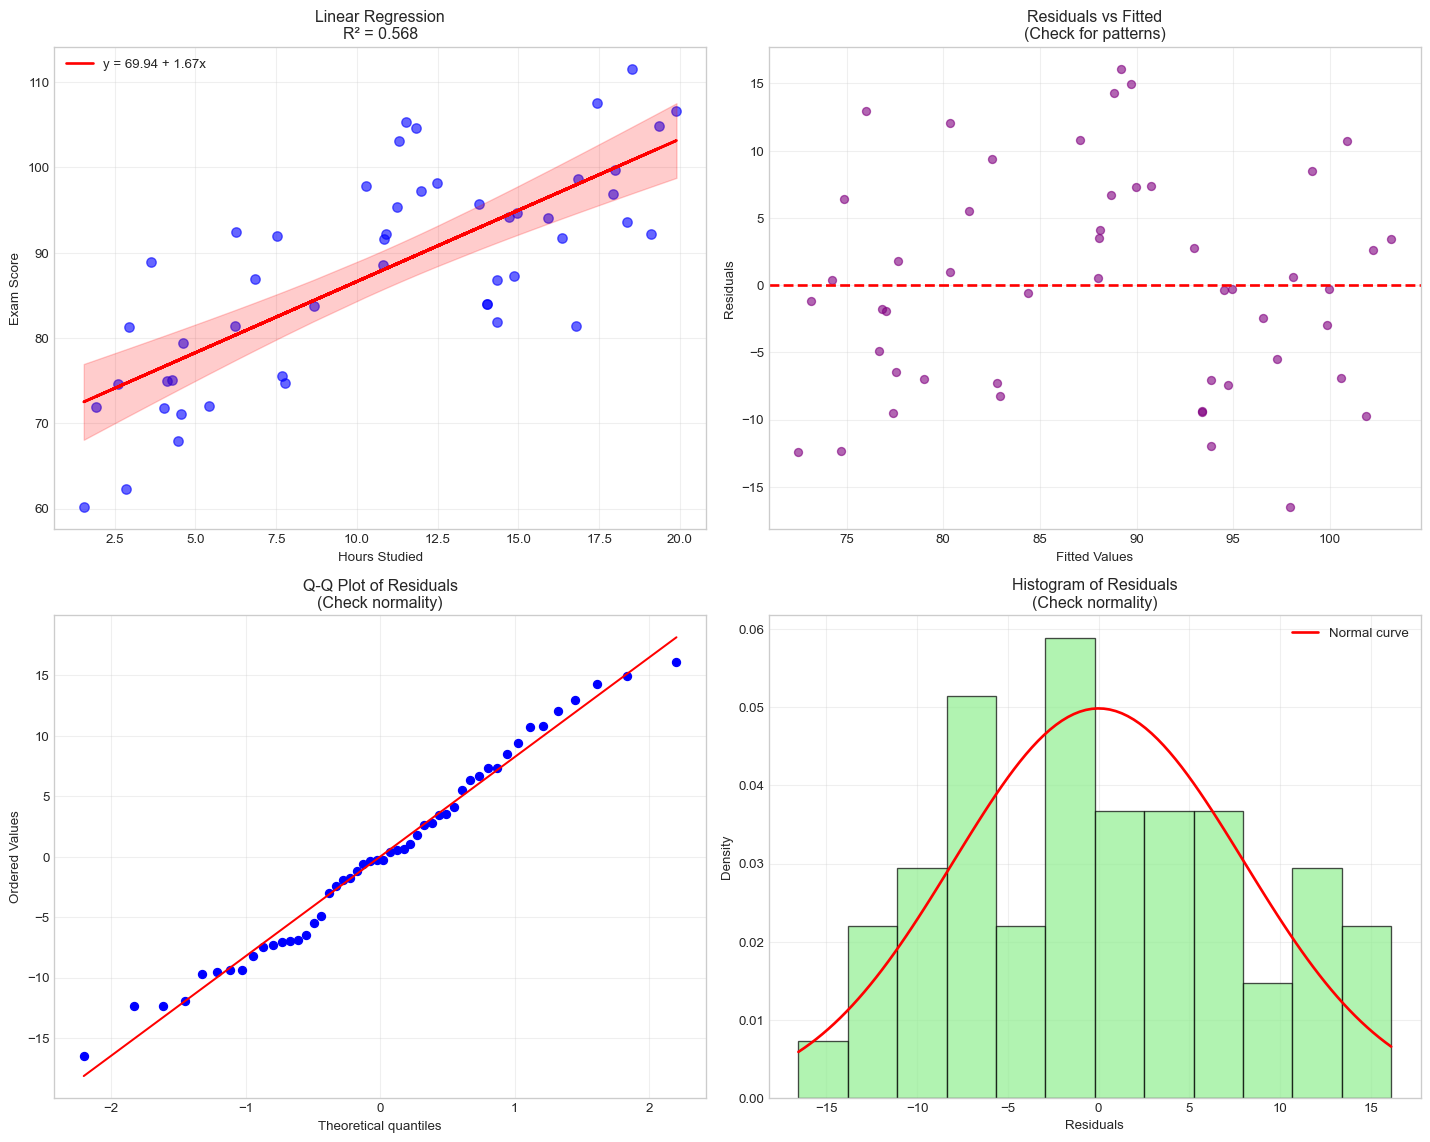 Linear Regression
R² = 0.568
y = 69.94 + 1.67x
Exam Score
110
100
90
80
70
60
2.5 5.0 7.5 10.0 12.5 15.0 17.5 20.0
Hours Studied
Residuals vs Fitted
(Check for patterns)
Residuals
15
10
5
0
−5
−10
−15
75 80 85 90 95 100
Fitted Values
Q-Q Plot of Residuals
(Check normality)
Ordered Values
15
10
5
0
−5
−10
−15
−2 −1 0 1 2
Theoretical quantiles
Histogram of Residuals
(Check normality)
Normal curve
Density
0.06
0.05
0.04
0.03
0.02
0.01
0.00
−15 −10 −5 0 5 10 15
Residuals